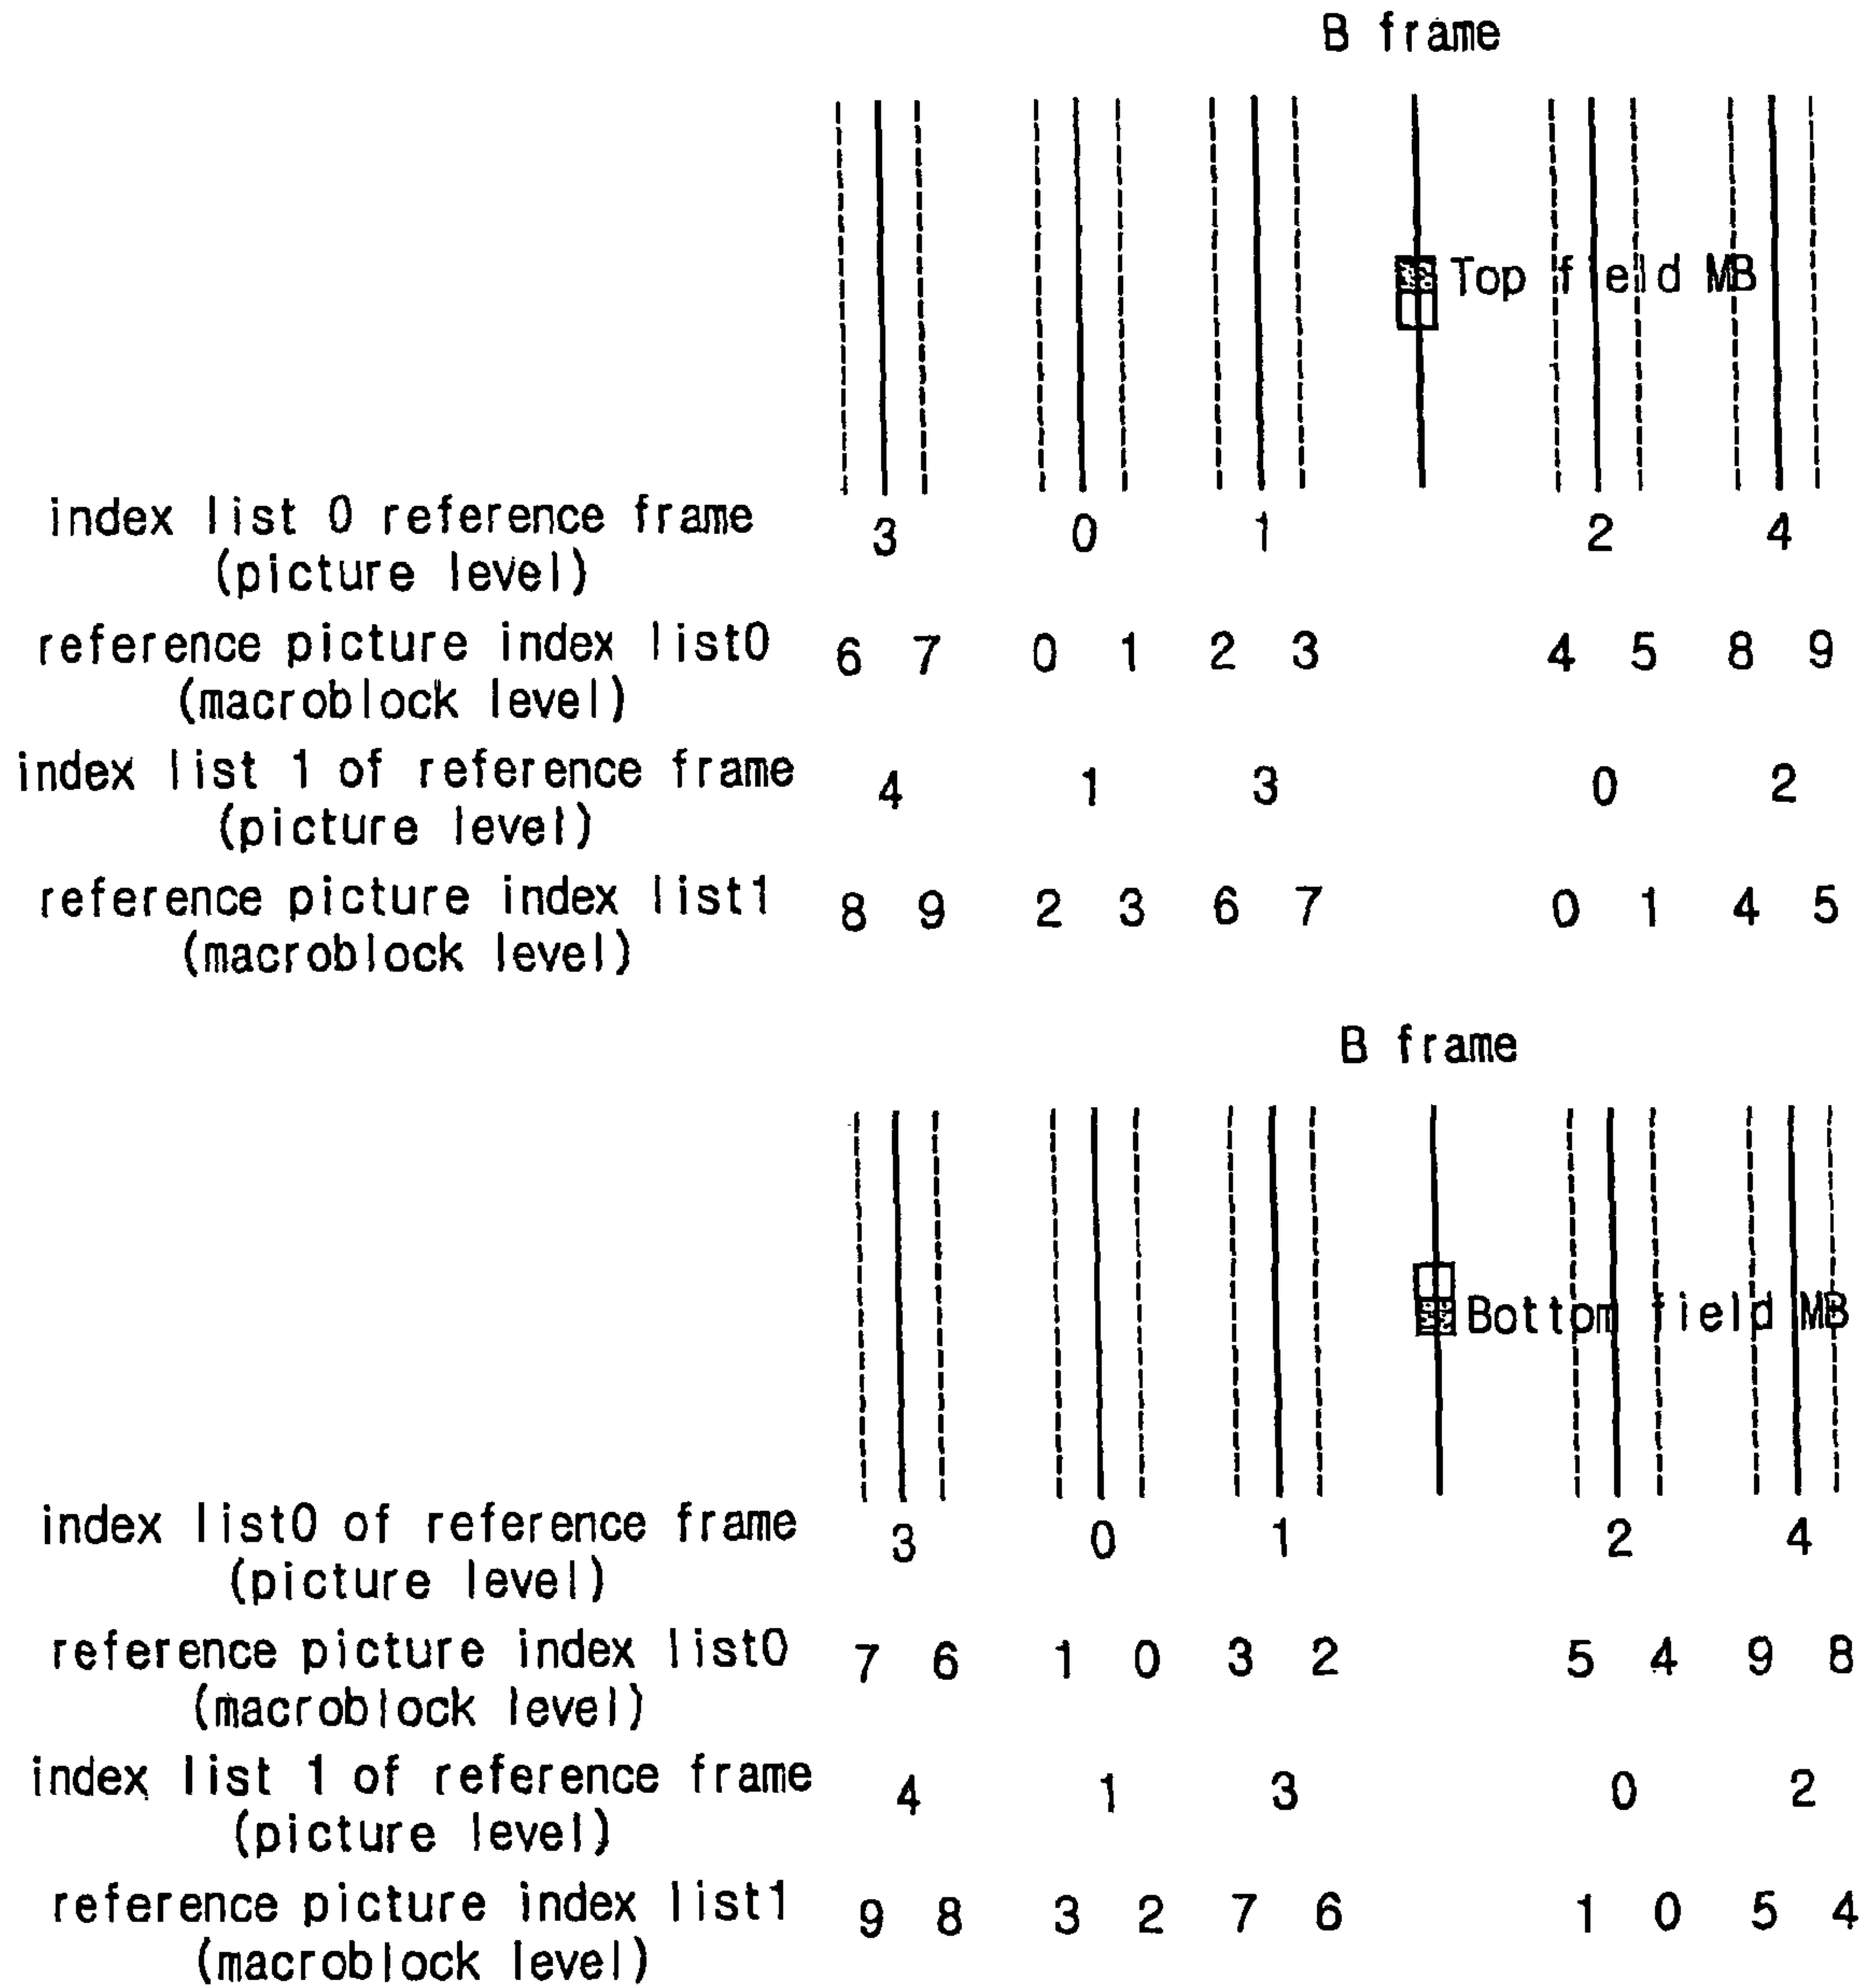 B frame
Top field MB
index list 0 reference frame 3 0 1 2 4
(picture level)
reference picture index list0 6 7 0 1 2 3 4 5 8 9
(macroblock level)
index list 1 of reference frame 4 1 3 0 2
(picture level)
reference picture index list1 8 9 2 3 6 7 0 1 4 5
(macroblock level)
B frame
Bottom field MB
index list0 of reference frame 3 0 1 2 4
(picture level)
reference picture index list0 7 6 1 0 3 2 5 4 9 8
(macroblock level)
index list 1 of reference frame 4 1 3 0 2
(picture level)
reference picture index list1 9 8 3 2 7 6 1 0 5 4
(macroblock level)